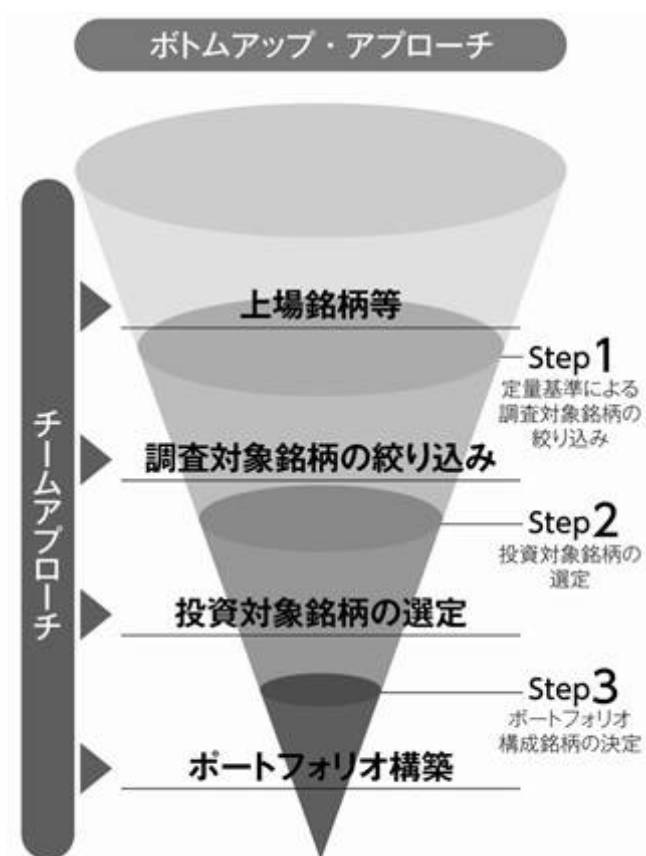 ボトムアップ・アプローチ
チームアプローチ
上場銘柄等
Step1
定量基準による
調査対象銘柄の
絞り込み
調査対象銘柄の絞り込み
Step2
投資対象銘柄の
選定
投資対象銘柄の選定
Step3
ポートフォリオ
構成銘柄の決定
ポートフォリオ構築